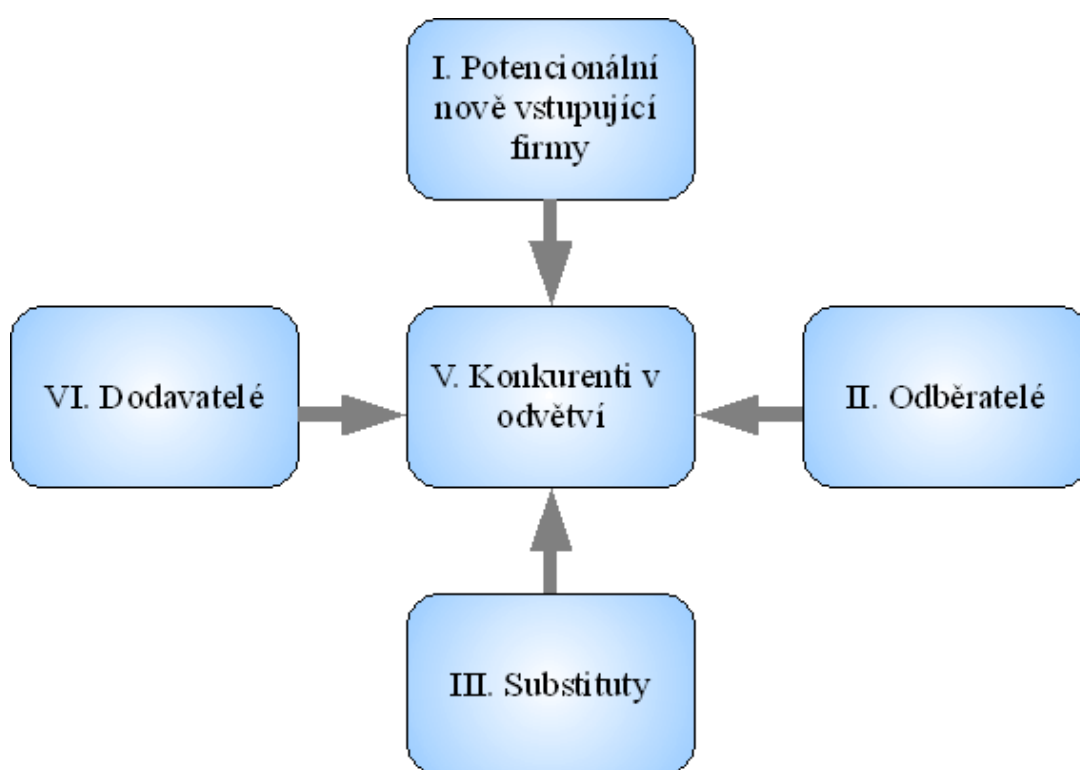 I. Potencionální
nově vstupující
firmy
VI. Dodavatelé
V. Konkurenti v
odvětví
II. Odběratelé
III. Substituty